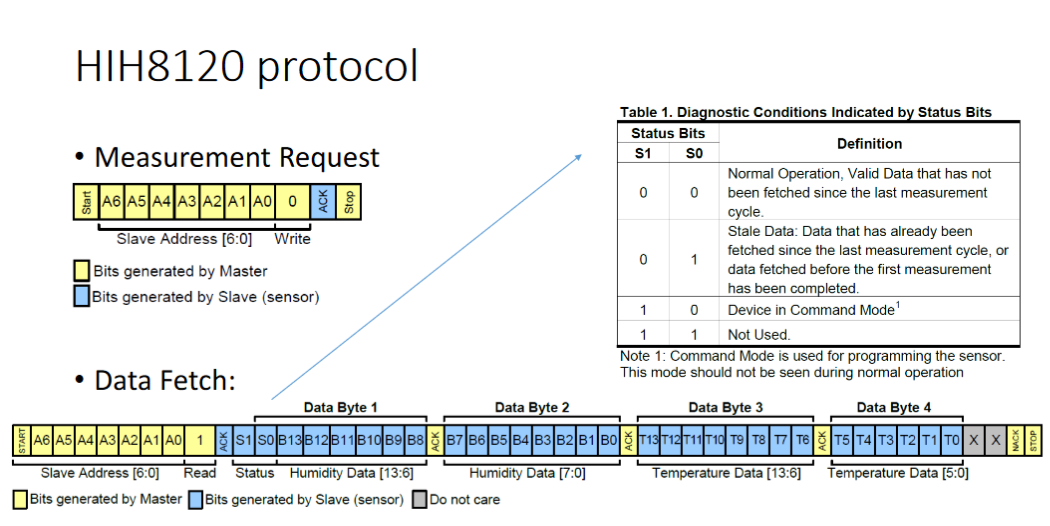 HIH8120 protocol
• Measurement Request
Start A6 A5 A4 A3 A2 A1 A0 0 ACK Stop
Slave Address [6:0] Write
Bits generated by Master
Bits generated by Slave (sensor)
Table 1. Diagnostic Conditions Indicated by Status Bits
Status Bits
Definition
S1 S0
0 0 Normal Operation, Valid Data that has not
been fetched since the last measurement
cycle.
0 1 Stale Data: Data that has already been
fetched since the last measurement cycle, or
data fetched before the first measurement
has been completed.
1 0 Device in Command Mode1
1 1 Not Used.
Note 1: Command Mode is used for programming the sensor.
This mode should not be seen during normal operation
• Data Fetch:
Data Byte 1 Data Byte 2 Data Byte 3 Data Byte 4
START A6 A5 A4 A3 A2 A1 A0 1 ACK S1 S0 B13 B12 B11 B10 B9 B8 ACK B7 B6 B5 B4 B3 B2 B1 B0 ACK T13 T12 T11 T10 T9 T8 T7 T6 ACK T5 T4 T3 T2 T1 T0 X X NACK STOP
Slave Address [6:0] Read Status Humidity Data [13:6] Humidity Data [7:0] Temperature Data [13:6] Temperature Data [5:0]
Bits generated by Master Bits generated by Slave (sensor) Do not care